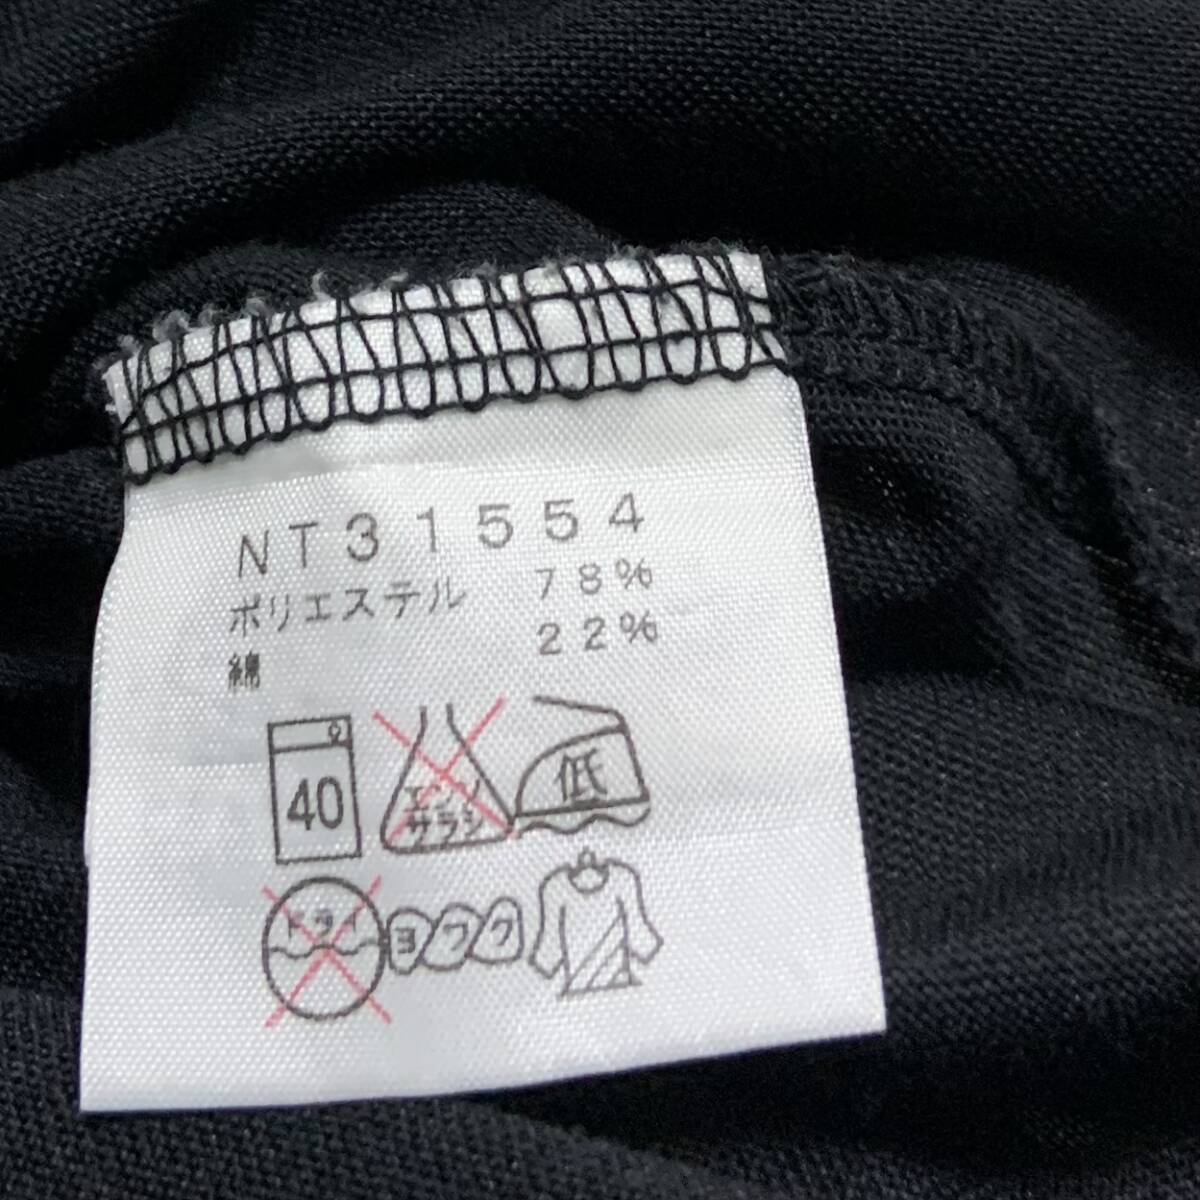 NT31554
ポリエステル 78%
綿 22%
40 エンソ サラシ 低
ドライ ヨワク